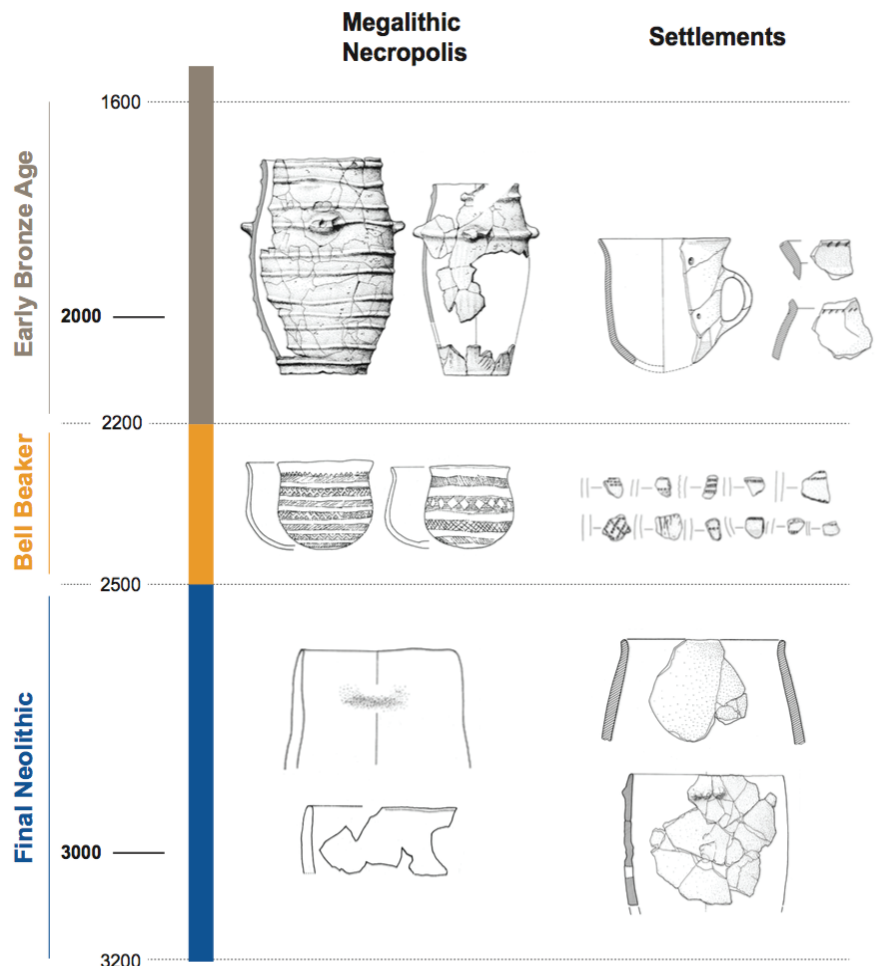 Megalithic
Necropolis
Settlements
1600
Early Bronze Age
2000
2200
Bell Beaker
2500
Final Neolithic
3000
3200